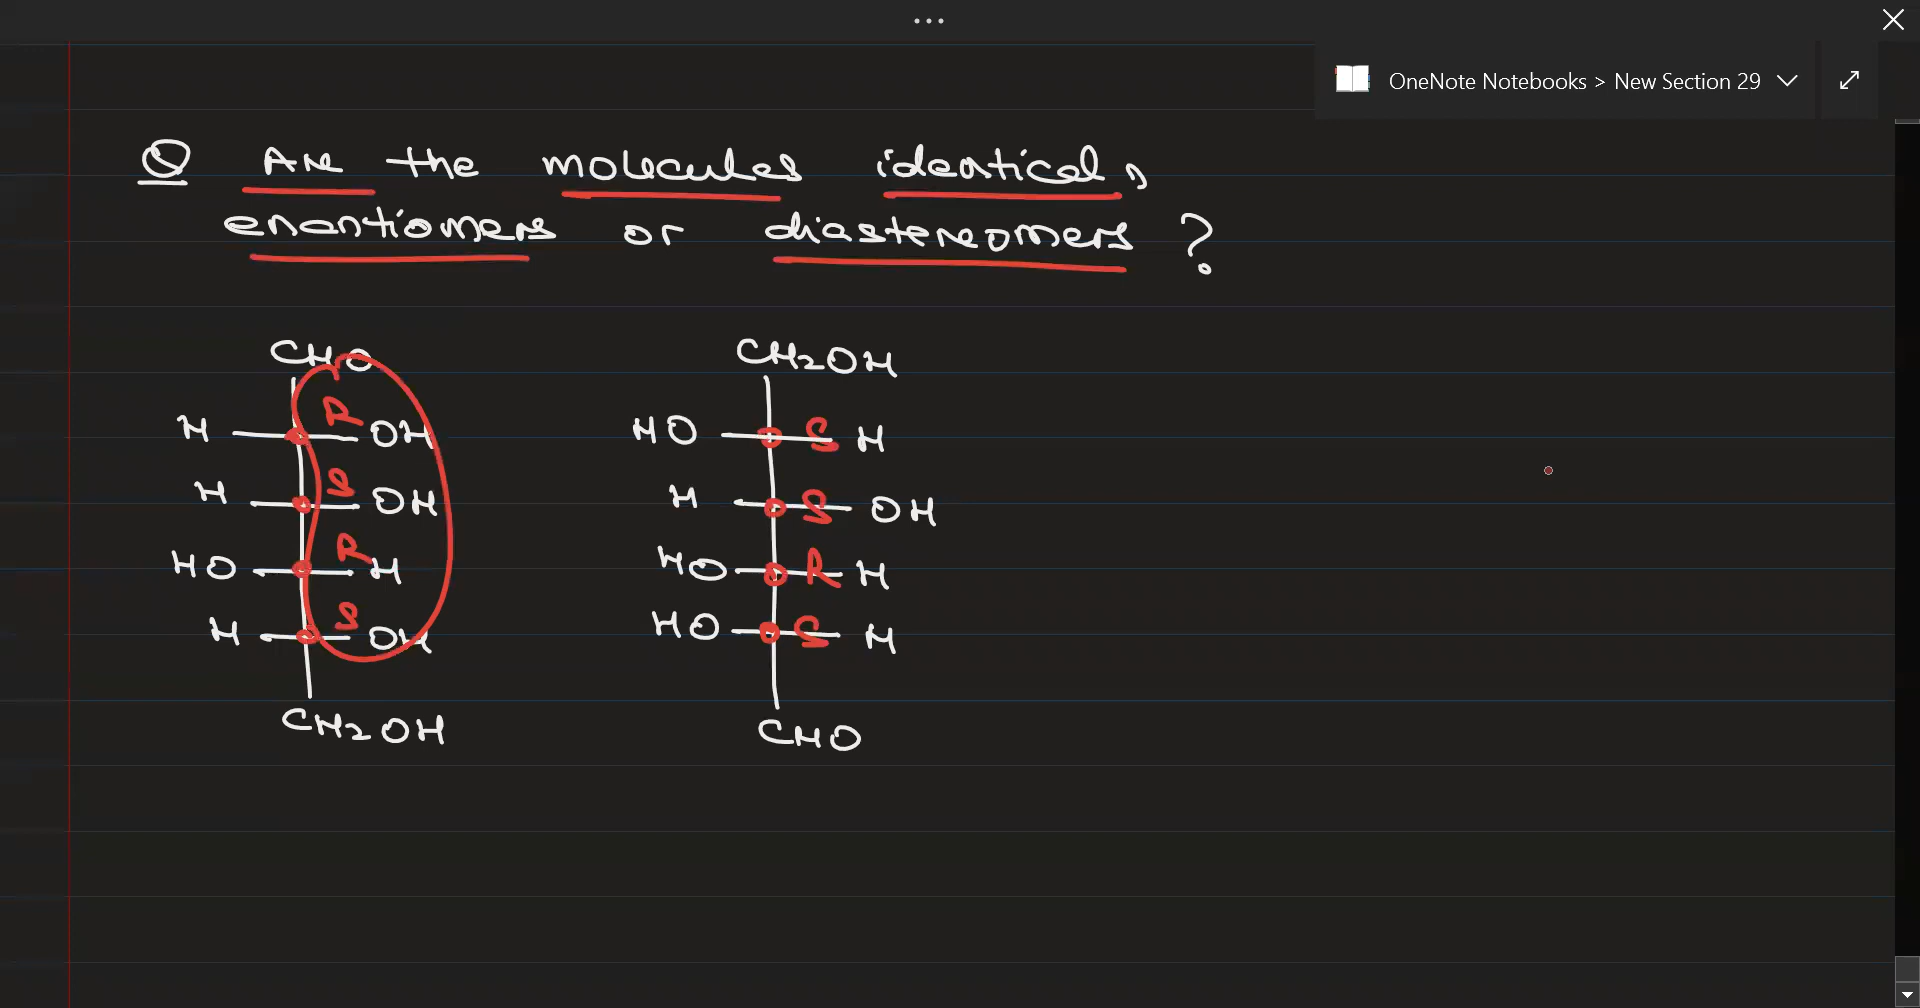 ...
OneNote Notebooks > New Section 29
Q Are the molecules identical,
enantiomers or diastereomers ?
CHO CH2OH
H R OH HO S H
H S OH H S OH
HO R H HO R H
H S OH HO S H
CH2OH CHO